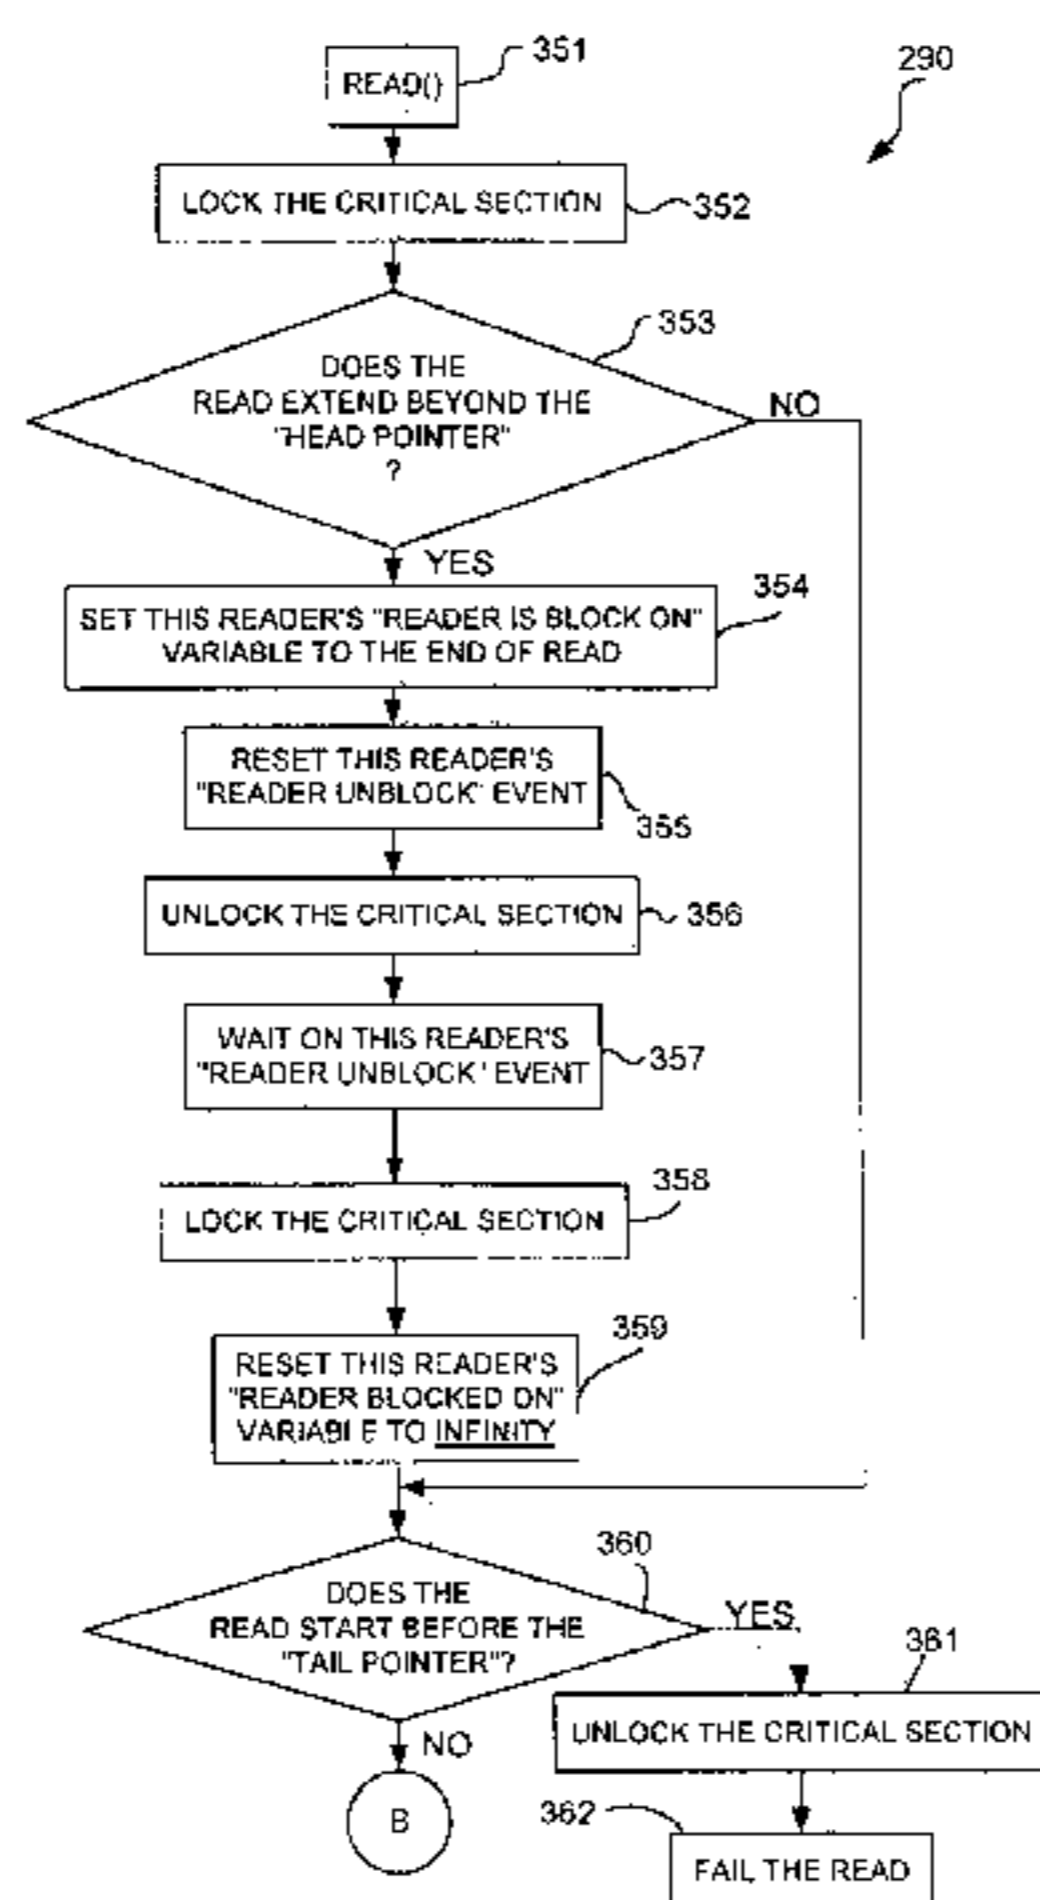 351
READ()
290
LOCK THE CRITICAL SECTION
352
353
DOES THE
READ EXTEND BEYOND THE
"HEAD POINTER"
?
NO
YES
354
SET THIS READER'S "READER IS BLOCK ON"
VARIABLE TO THE END OF READ
RESET THIS READER'S
"READER UNBLOCK" EVENT
355
UNLOCK THE CRITICAL SECTION
356
WAIT ON THIS READER'S
"READER UNBLOCK" EVENT
357
358
LOCK THE CRITICAL SECTION
359
RESET THIS READER'S
"READER BLOCKED ON"
VARIABLE TO INFINITY
360
DOES THE
READ START BEFORE THE
"TAIL POINTER"?
YES
361
UNLOCK THE CRITICAL SECTION
NO
B
362
FAIL THE READ